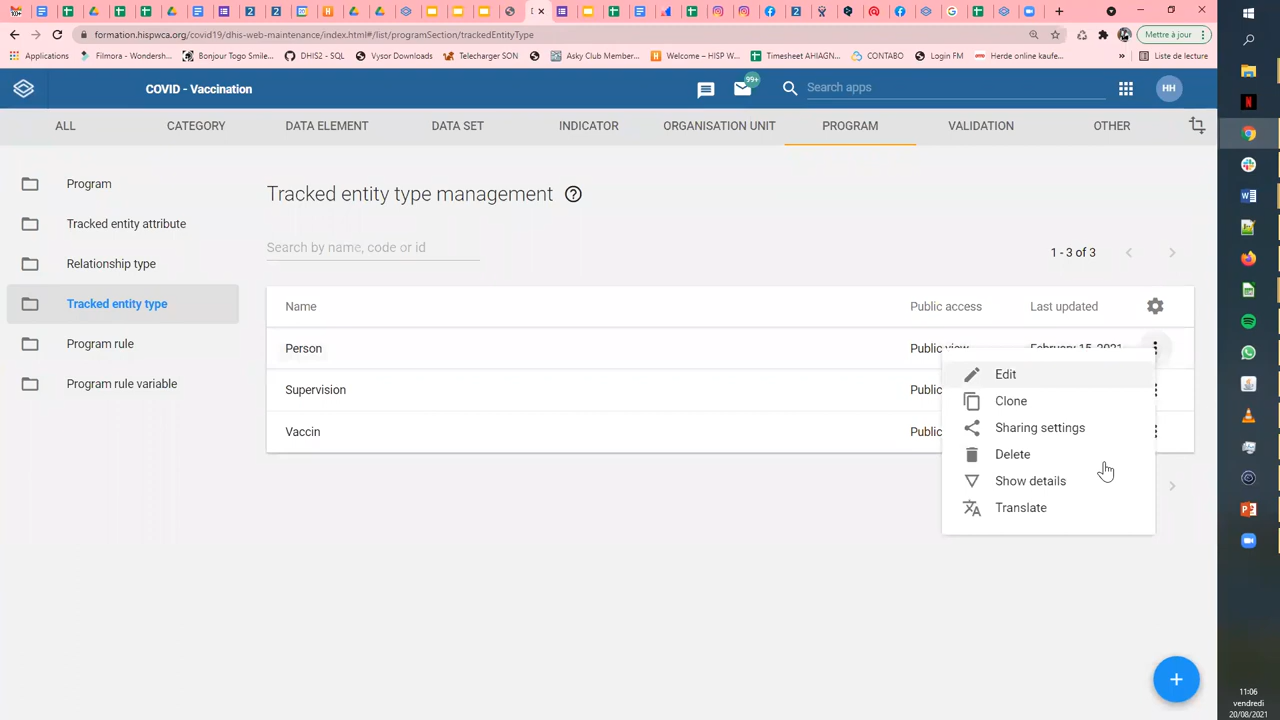 formation.hispwca.org/covid19/dhis-web-maintenance/index.html#/list/programSection/trackedEntityType
Mettre à jour
Applications
Filmora - Wondersh...
Bonjour Togo Smile...
DHIS2 - SQL
Vysor Downloads
Telecharger SON
Asky Club Member...
Welcome – HISP W...
Timesheet AHIAGN...
CONTABO
Login FM
Herde online kaufe...
»
Liste de lecture
COVID - Vaccination
99+
Search apps
HH
ALL
CATEGORY
DATA ELEMENT
DATA SET
INDICATOR
ORGANISATION UNIT
PROGRAM
VALIDATION
OTHER
Program
Tracked entity attribute
Relationship type
Tracked entity type
Program rule
Program rule variable
Tracked entity type management
Search by name, code or id
1 - 3 of 3
Name
Public access
Last updated
Person
Public view
February 15, 2021
Supervision
Public
Vaccin
Public
Edit
Clone
Sharing settings
Delete
Show details
Translate
11:06
vendredi
20/08/2021